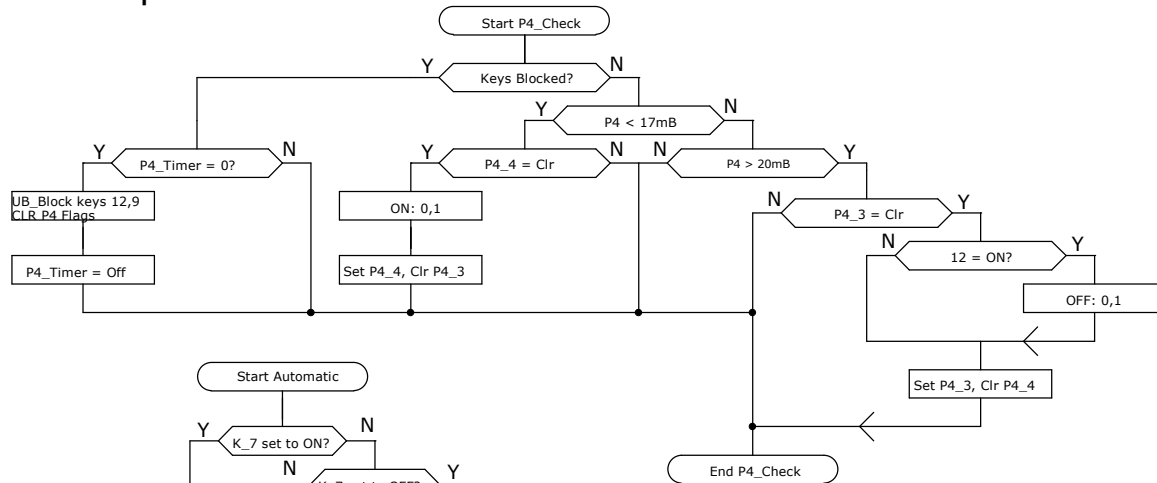 Start P4_Check
Y
Keys Blocked?
N
Y
P4 < 17mB
N
Y
P4_Timer = 0?
N
Y
P4_4 = Clr
N
N
P4 > 20mB
Y
UB_Block keys 12,9
CLR P4 Flags
ON: 0,1
N
P4_3 = Clr
Y
P4_Timer = Off
Set P4_4, Clr P4_3
N
12 = ON?
Y
OFF: 0,1
Start Automatic
Set P4_3, Clr P4_4
Y
K_7 set to ON?
N
End P4_Check
N
Y